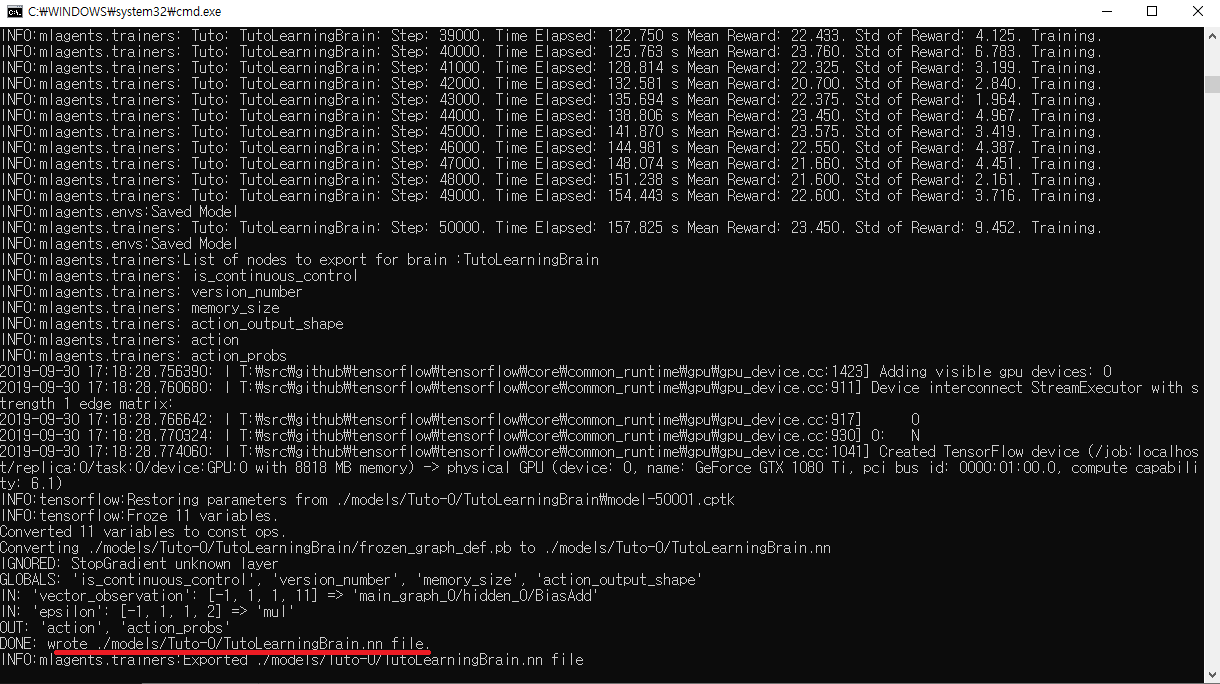 C:₩WINDOWS₩system32₩cmd.exe
INFO:mlagents.trainers: Tuto: TutoLearningBrain: Step: 39000. Time Elapsed: 122.750 s Mean Reward: 22.433. Std of Reward: 4.125. Training.
INFO:mlagents.trainers: Tuto: TutoLearningBrain: Step: 40000. Time Elapsed: 125.763 s Mean Reward: 23.760. Std of Reward: 6.783. Training.
INFO:mlagents.trainers: Tuto: TutoLearningBrain: Step: 41000. Time Elapsed: 128.814 s Mean Reward: 22.325. Std of Reward: 3.199. Training.
INFO:mlagents.trainers: Tuto: TutoLearningBrain: Step: 42000. Time Elapsed: 132.581 s Mean Reward: 20.700. Std of Reward: 2.840. Training.
INFO:mlagents.trainers: Tuto: TutoLearningBrain: Step: 43000. Time Elapsed: 135.694 s Mean Reward: 22.375. Std of Reward: 1.964. Training.
INFO:mlagents.trainers: Tuto: TutoLearningBrain: Step: 44000. Time Elapsed: 138.806 s Mean Reward: 23.450. Std of Reward: 4.967. Training.
INFO:mlagents.trainers: Tuto: TutoLearningBrain: Step: 45000. Time Elapsed: 141.870 s Mean Reward: 23.575. Std of Reward: 3.419. Training.
INFO:mlagents.trainers: Tuto: TutoLearningBrain: Step: 46000. Time Elapsed: 144.981 s Mean Reward: 22.550. Std of Reward: 4.387. Training.
INFO:mlagents.trainers: Tuto: TutoLearningBrain: Step: 47000. Time Elapsed: 148.074 s Mean Reward: 21.660. Std of Reward: 4.451. Training.
INFO:mlagents.trainers: Tuto: TutoLearningBrain: Step: 48000. Time Elapsed: 151.238 s Mean Reward: 21.600. Std of Reward: 2.161. Training.
INFO:mlagents.trainers: Tuto: TutoLearningBrain: Step: 49000. Time Elapsed: 154.443 s Mean Reward: 22.600. Std of Reward: 3.716. Training.
INFO:mlagents.envs:Saved Model
INFO:mlagents.trainers: Tuto: TutoLearningBrain: Step: 50000. Time Elapsed: 157.825 s Mean Reward: 23.450. Std of Reward: 9.452. Training.
INFO:mlagents.envs:Saved Model
INFO:mlagents.trainers:List of nodes to export for brain :TutoLearningBrain
INFO:mlagents.trainers: is_continuous_control
INFO:mlagents.trainers: version_number
INFO:mlagents.trainers: memory_size
INFO:mlagents.trainers: action_output_shape
INFO:mlagents.trainers: action
INFO:mlagents.trainers: action_probs
2019-09-30 17:18:28.756390: I T:₩src₩github₩tensorflow₩tensorflow₩core₩common_runtime₩gpu₩gpu_device.cc:1423] Adding visible gpu devices: 0
2019-09-30 17:18:28.760680: I T:₩src₩github₩tensorflow₩tensorflow₩core₩common_runtime₩gpu₩gpu_device.cc:911] Device interconnect StreamExecutor with s
trength 1 edge matrix:
2019-09-30 17:18:28.766642: I T:₩src₩github₩tensorflow₩tensorflow₩core₩common_runtime₩gpu₩gpu_device.cc:917]      0
2019-09-30 17:18:28.770324: I T:₩src₩github₩tensorflow₩tensorflow₩core₩common_runtime₩gpu₩gpu_device.cc:930] 0:   N
2019-09-30 17:18:28.774060: I T:₩src₩github₩tensorflow₩tensorflow₩core₩common_runtime₩gpu₩gpu_device.cc:1041] Created TensorFlow device (/job:localhos
t/replica:0/task:0/device:GPU:0 with 8818 MB memory) -> physical GPU (device: 0, name: GeForce GTX 1080 Ti, pci bus id: 0000:01:00.0, compute capabili
ty: 6.1)
INFO:tensorflow:Restoring parameters from ./models/Tuto-0/TutoLearningBrain₩model-50001.cptk
INFO:tensorflow:Froze 11 variables.
Converted 11 variables to const ops.
Converting ./models/Tuto-0/TutoLearningBrain/frozen_graph_def.pb to ./models/Tuto-0/TutoLearningBrain.nn
IGNORED: StopGradient unknown layer
GLOBALS: 'is_continuous_control', 'version_number', 'memory_size', 'action_output_shape'
IN: 'vector_observation': [-1, 1, 1, 11] => 'main_graph_0/hidden_0/BiasAdd'
IN: 'epsilon': [-1, 1, 1, 2] => 'mul'
OUT: 'action', 'action_probs'
DONE: wrote ./models/Tuto-0/TutoLearningBrain.nn file.
INFO:mlagents.trainers:Exported ./models/Tuto-0/TutoLearningBrain.nn file